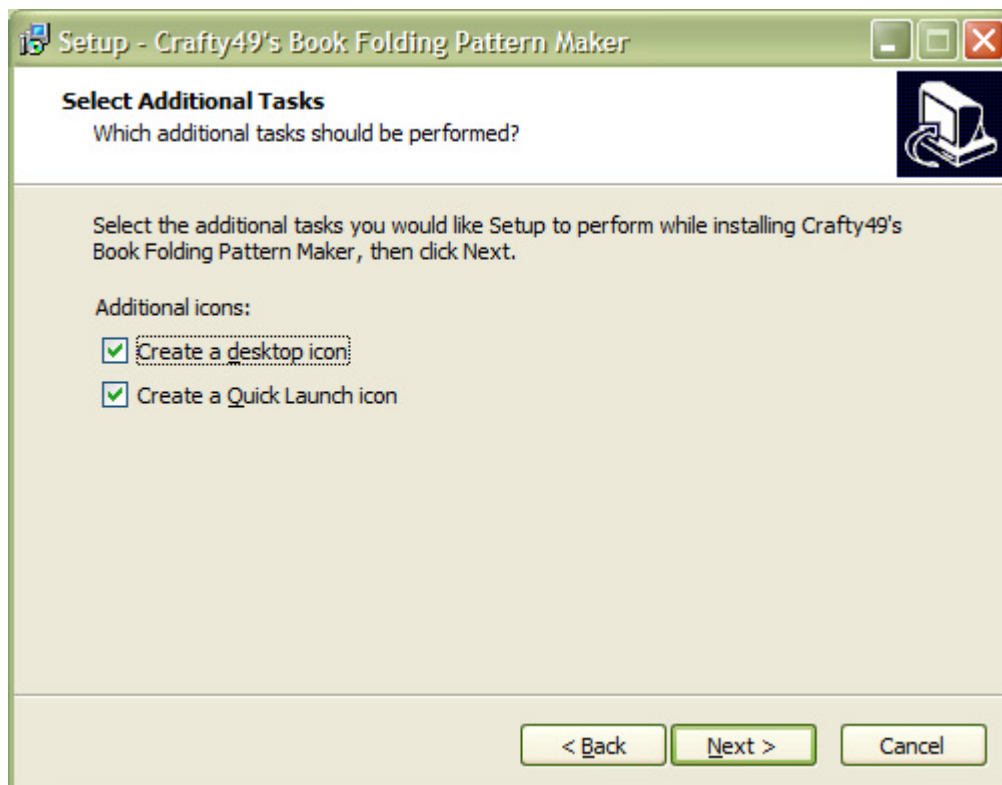 Setup - Crafty49's Book Folding Pattern Maker
Select Additional Tasks
Which additional tasks should be performed?
Select the additional tasks you would like Setup to perform while installing Crafty49's
Book Folding Pattern Maker, then click Next.
Additional icons:
Create a desktop icon
Create a Quick Launch icon
< Back Next > Cancel